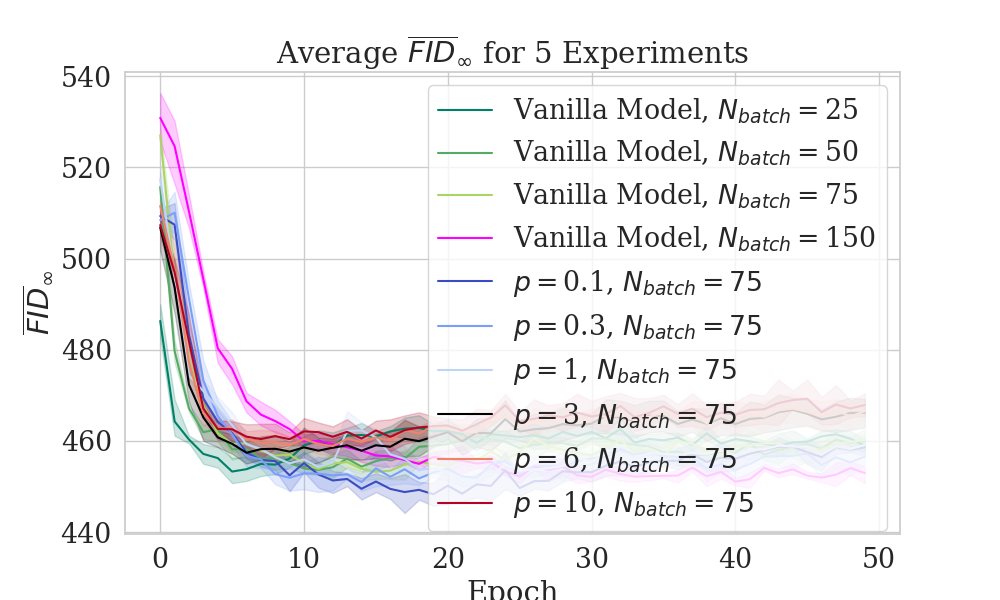 Average $\overline{FID}_\infty$ for 5 Experiments
540
520
500
480
460
440
$\overline{FID}_\infty$
Vanilla Model, $N_{batch} = 25$
Vanilla Model, $N_{batch} = 50$
Vanilla Model, $N_{batch} = 75$
Vanilla Model, $N_{batch} = 150$
$p = 0.1$, $N_{batch} = 75$
$p = 0.3$, $N_{batch} = 75$
$p = 1$, $N_{batch} = 75$
$p = 3$, $N_{batch} = 75$
$p = 6$, $N_{batch} = 75$
$p = 10$, $N_{batch} = 75$
0 10 20 30 40 50
Epoch